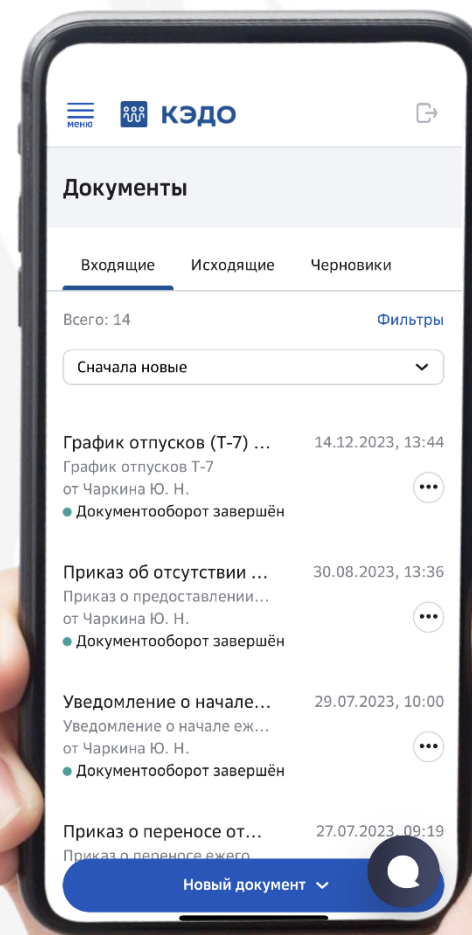 меню
КЭДО
Документы
Входящие Исходящие Черновики
Всего: 14 Фильтры
Сначала новые
График отпусков (Т-7) ... 14.12.2023, 13:44
График отпусков Т-7
от Чаркина Ю. Н.
Документооборот завершён
Приказ об отсутствии ... 30.08.2023, 13:36
Приказ о предоставлении...
от Чаркина Ю. Н.
Документооборот завершён
Уведомление о начале... 29.07.2023, 10:00
Уведомление о начале еж...
от Чаркина Ю. Н.
Документооборот завершён
Приказ о переносе от... 27.07.2023, 09:19
Приказ о переносе ежего
Новый документ